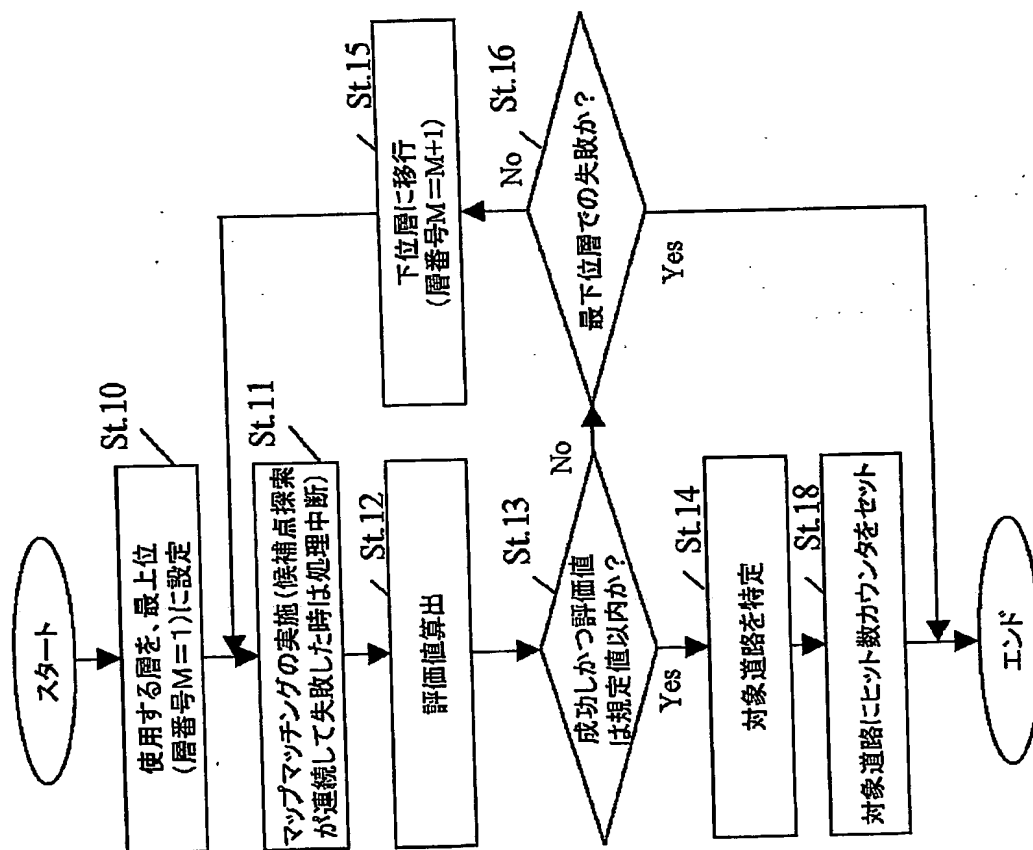 スタート
St.10
使用する層を、最上位
(層番号M＝1)に設定
St.11
マップマッチングの実施(候補点探索
が連続して失敗した時は処理中断)
St.12
評価値算出
St.13
成功しかつ評価値
は規定値以内か?
No
Yes
St.14
対象道路を特定
St.18
対象道路にヒット数カウンタをセット
エンド
St.15
下位層に移行
(層番号M＝M+1)
St.16
No
最下位層での失敗か?
Yes